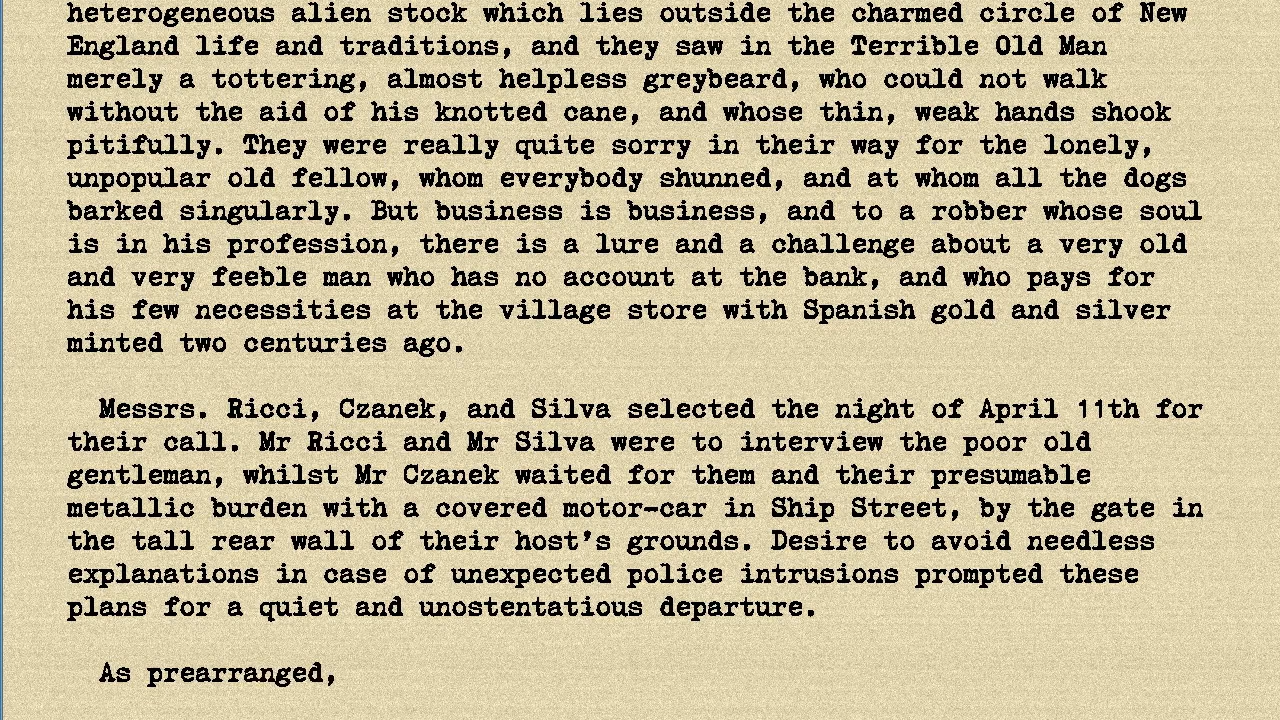 heterogeneous alien stock which lies outside the charmed circle of New
England life and traditions, and they saw in the Terrible Old Man
merely a tottering, almost helpless greybeard, who could not walk
without the aid of his knotted cane, and whose thin, weak hands shook
pitifully. They were really quite sorry in their way for the lonely,
unpopular old fellow, whom everybody shunned, and at whom all the dogs
barked singularly. But business is business, and to a robber whose soul
is in his profession, there is a lure and a challenge about a very old
and very feeble man who has no account at the bank, and who pays for
his few necessities at the village store with Spanish gold and silver
minted two centuries ago.
Messrs. Ricci, Czanek, and Silva selected the night of April 11th for
their call. Mr Ricci and Mr Silva were to interview the poor old
gentleman, whilst Mr Czanek waited for them and their presumable
metallic burden with a covered motor-car in Ship Street, by the gate in
the tall rear wall of their host's grounds. Desire to avoid needless
explanations in case of unexpected police intrusions prompted these
plans for a quiet and unostentatious departure.
As prearranged,